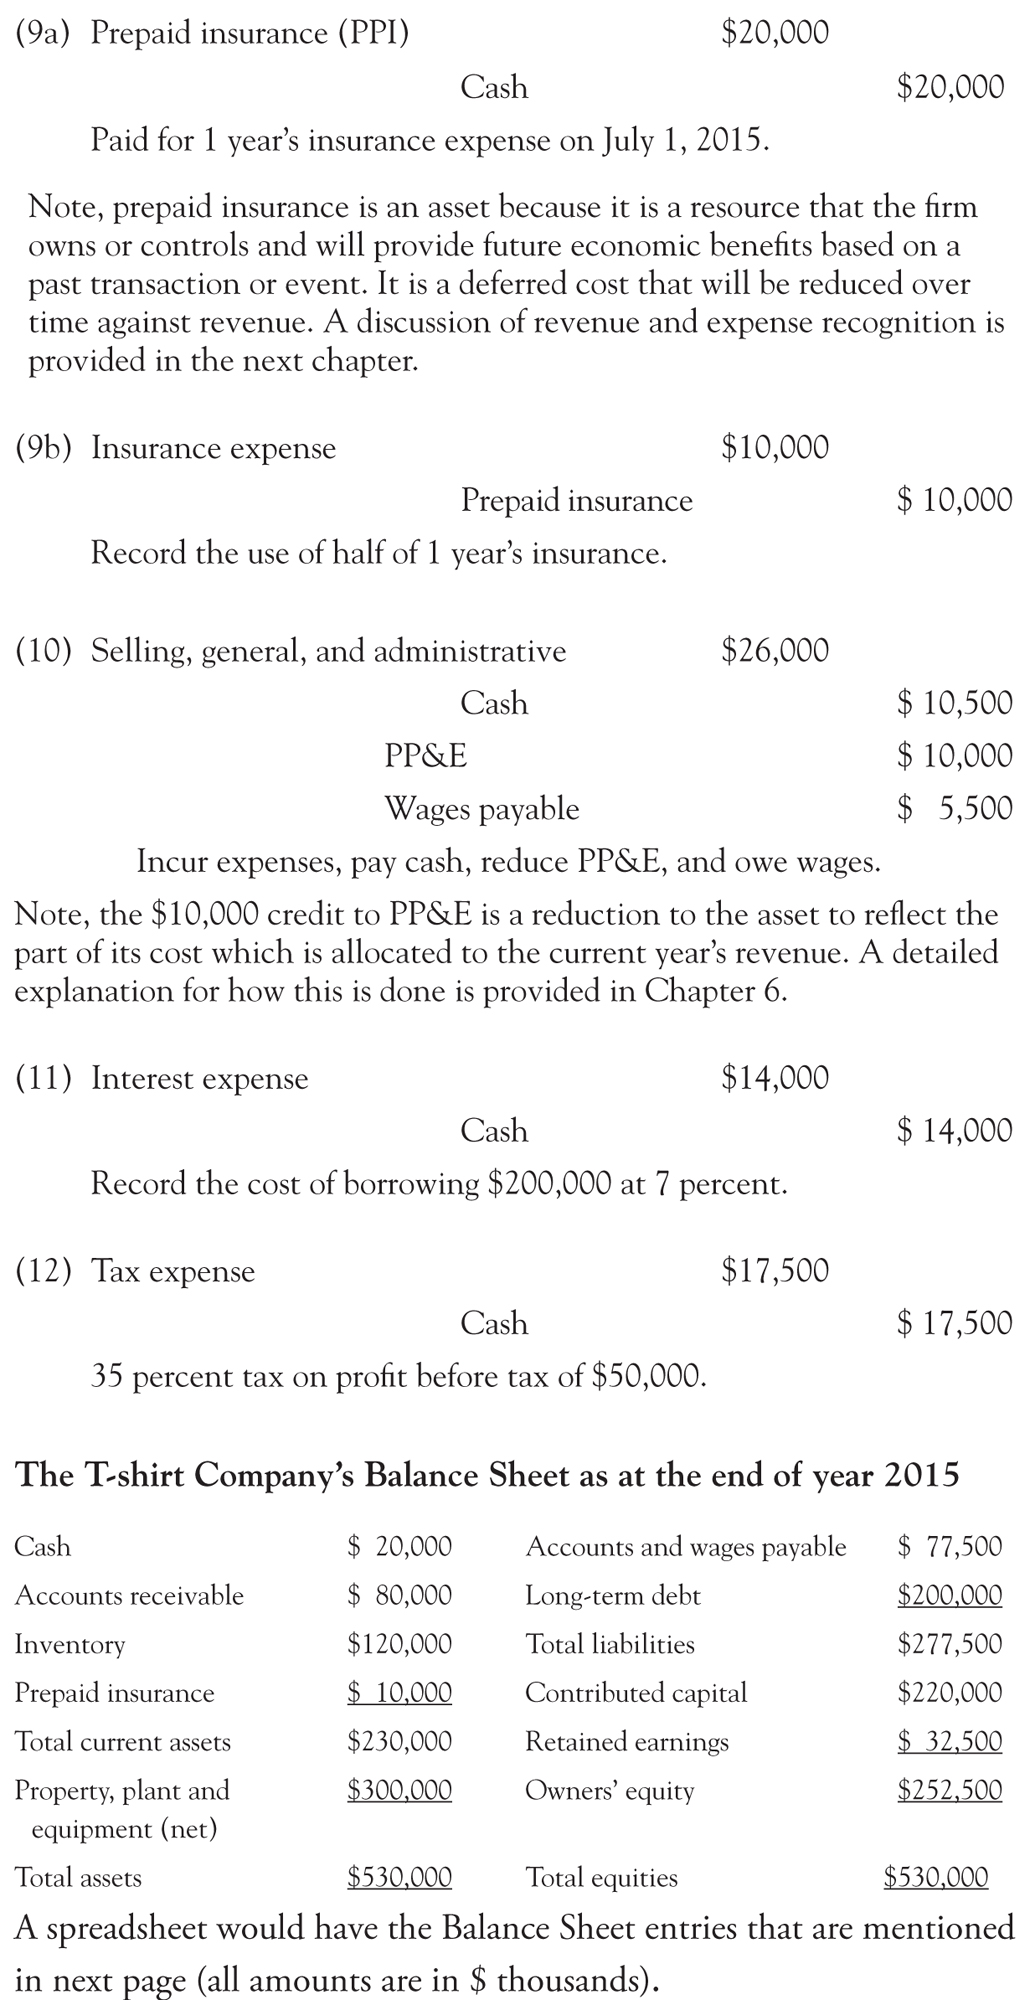 (9a) Prepaid insurance (PPI) $20,000
Cash $20,000
Paid for 1 year’s insurance expense on July 1, 2015.
Note, prepaid insurance is an asset because it is a resource that the firm
owns or controls and will provide future economic benefits based on a
past transaction or event. It is a deferred cost that will be reduced over
time against revenue. A discussion of revenue and expense recognition is
provided in the next chapter.
(9b) Insurance expense $10,000
Prepaid insurance $ 10,000
Record the use of half of 1 year’s insurance.
(10) Selling, general, and administrative $26,000
Cash $ 10,500
PP&E $ 10,000
Wages payable $ 5,500
Incur expenses, pay cash, reduce PP&E, and owe wages.
Note, the $10,000 credit to PP&E is a reduction to the asset to reflect the
part of its cost which is allocated to the current year’s revenue. A detailed
explanation for how this is done is provided in Chapter 6.
(11) Interest expense $14,000
Cash $ 14,000
Record the cost of borrowing $200,000 at 7 percent.
(12) Tax expense $17,500
Cash $ 17,500
35 percent tax on profit before tax of $50,000.
The T-shirt Company’s Balance Sheet as at the end of year 2015
Cash $ 20,000 Accounts and wages payable $ 77,500
Accounts receivable $ 80,000 Long-term debt $200,000
Inventory $120,000 Total liabilities $277,500
Prepaid insurance $ 10,000 Contributed capital $220,000
Total current assets $230,000 Retained earnings $ 32,500
Property, plant and $300,000 Owners’ equity $252,500
equipment (net)
Total assets $530,000 Total equities $530,000
A spreadsheet would have the Balance Sheet entries that are mentioned
in next page (all amounts are in $ thousands).